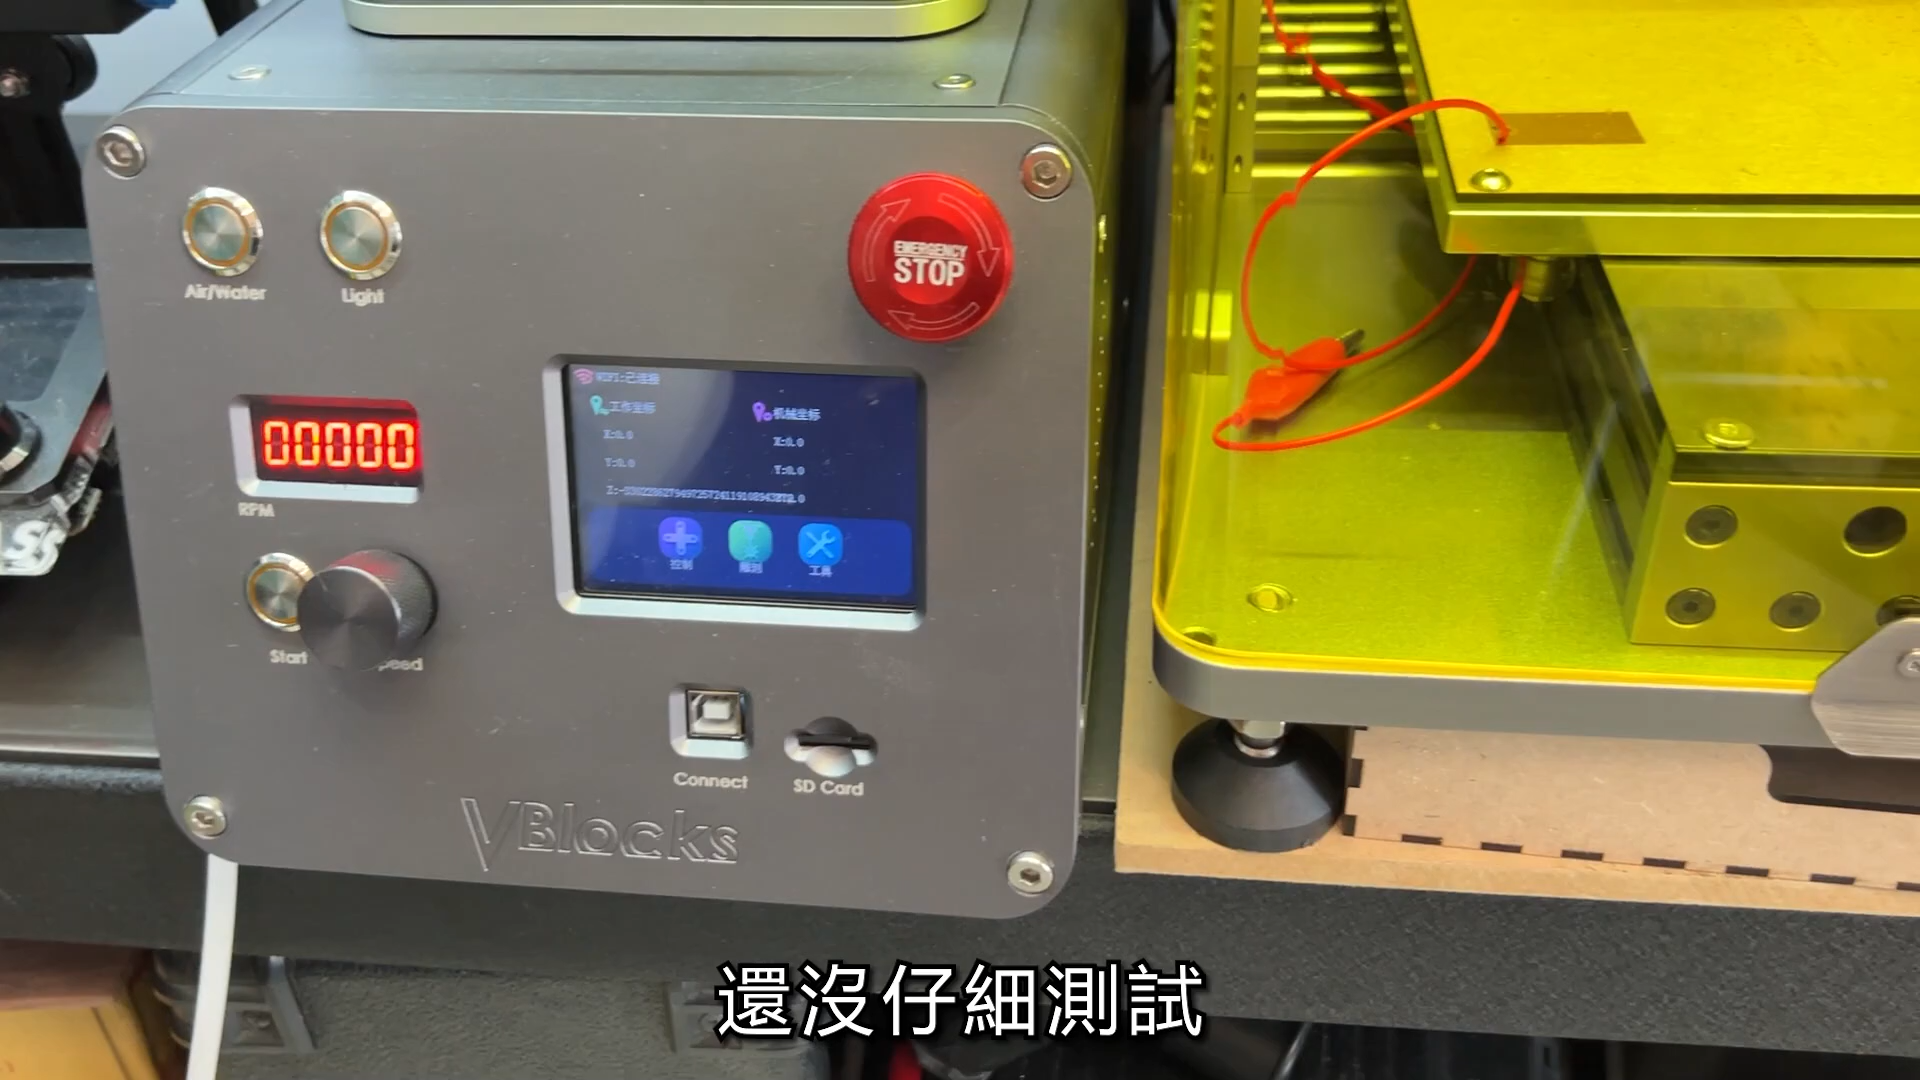 Air/Water
Light
EMERGENCY
STOP
WIFI:已连接
工作坐标
机械坐标
X:0.0
X:0.0
Y:0.0
Y:0.0
控制
雕刻
工具
00000
RPM
Start
Connect
SD Card
VBlocks
還沒仔細測試